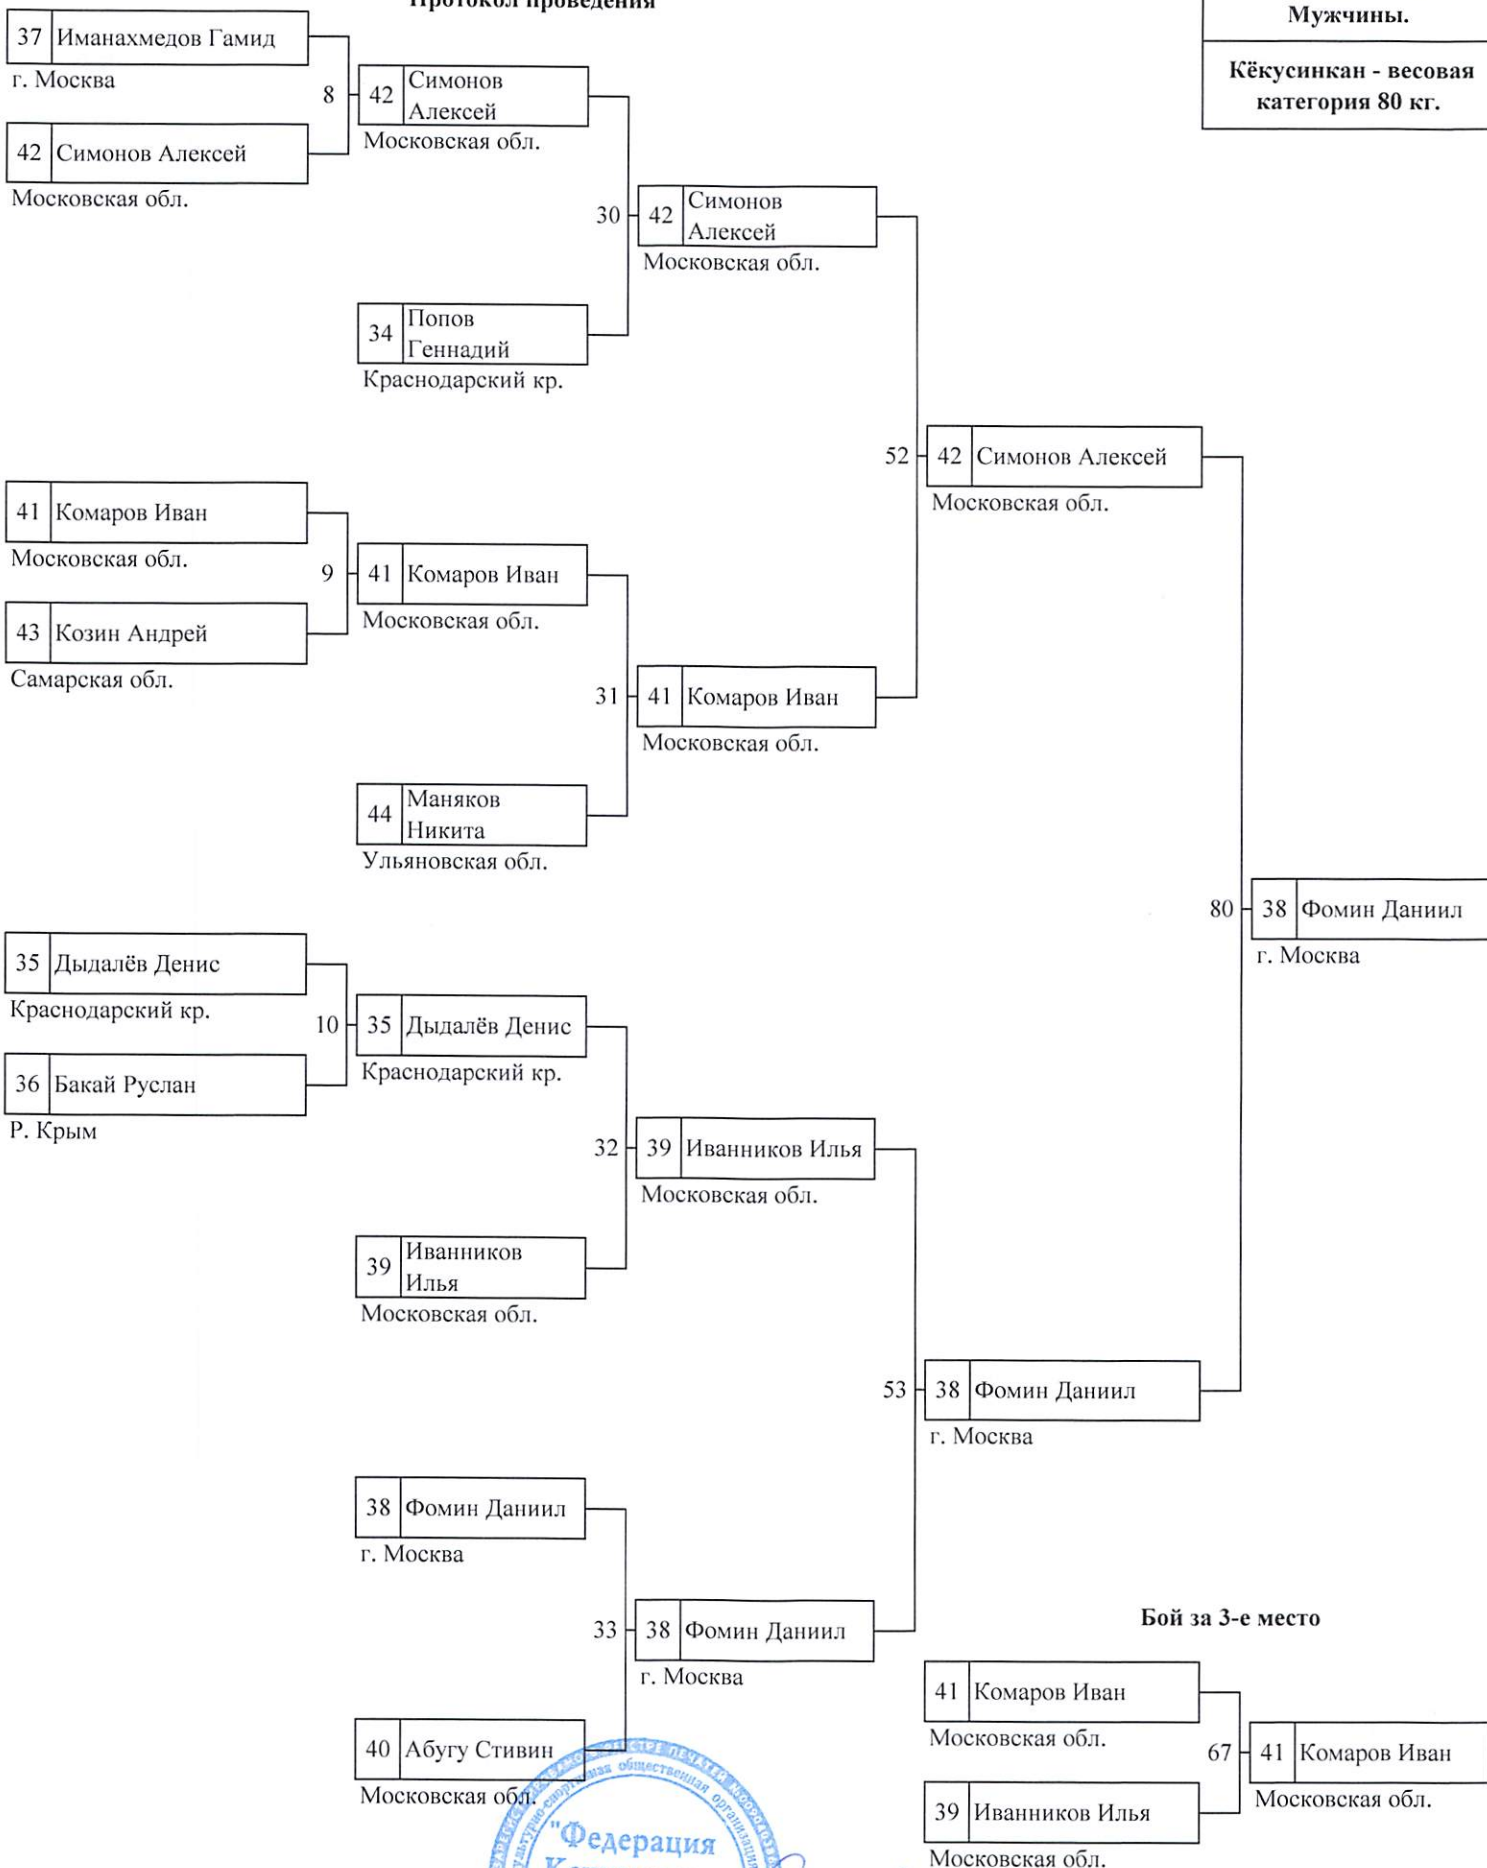 Протокол проведения
Мужчины.
Кёкусинкан - весовая
категория 80 кг.
37 Иманахмедов Гамид
г. Москва
8
42 Симонов Алексей
Московская обл.
42 Симонов
Алексей
Московская обл.
30
34 Попов
Геннадий
Краснодарский кр.
42 Симонов
Алексей
Московская обл.
41 Комаров Иван
Московская обл.
9
43 Козин Андрей
Самарская обл.
41 Комаров Иван
Московская обл.
31
44 Маняков
Никита
Ульяновская обл.
41 Комаров Иван
Московская обл.
52
42 Симонов Алексей
Московская обл.
35 Дыдалёв Денис
Краснодарский кр.
10
36 Бакай Руслан
Р. Крым
35 Дыдалёв Денис
Краснодарский кр.
32
39 Иванников
Илья
Московская обл.
39 Иванников Илья
Московская обл.
38 Фомин Даниил
г. Москва
33
40 Абугу Стивин
Московская обл.
38 Фомин Даниил
г. Москва
53
38 Фомин Даниил
г. Москва
80
38 Фомин Даниил
г. Москва
Бой за 3-е место
41 Комаров Иван
Московская обл.
67
39 Иванников Илья
Московская обл.
41 Комаров Иван
Московская обл.
общественная организация
"Федерация